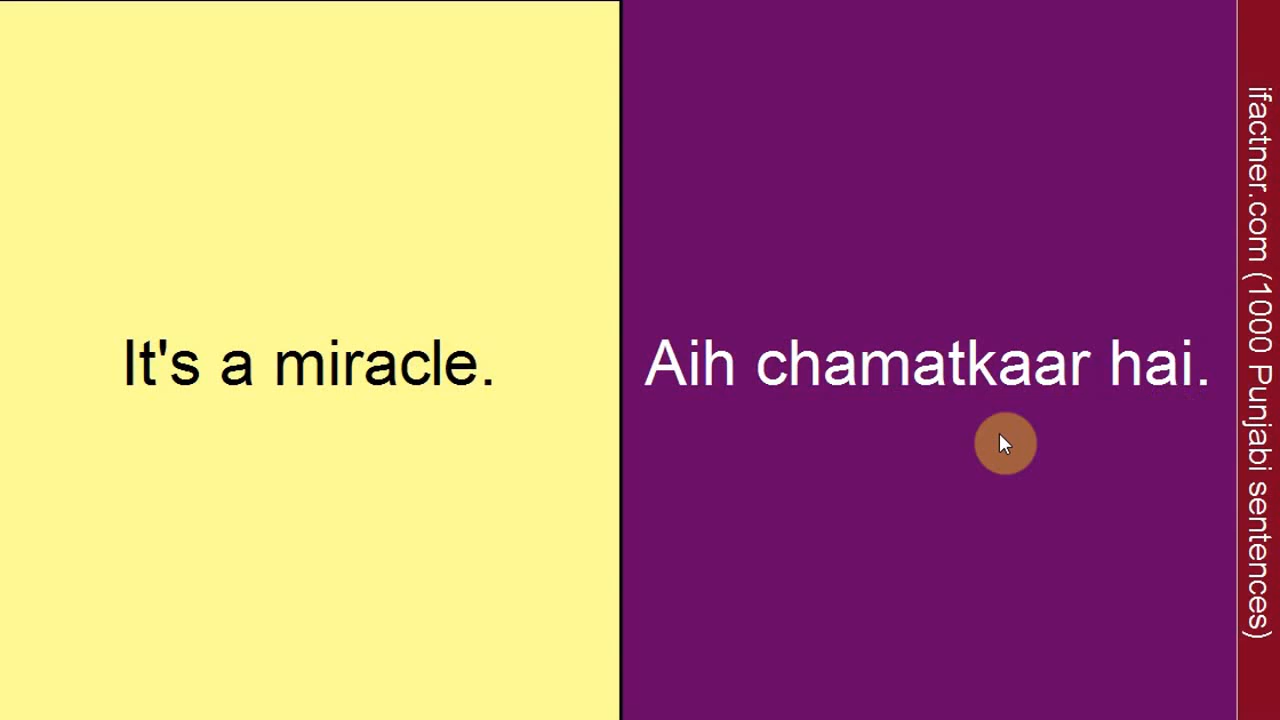 It's a miracle.
Aih chamatkaar hai.
ifactner.com (1000 Punjabi sentences)